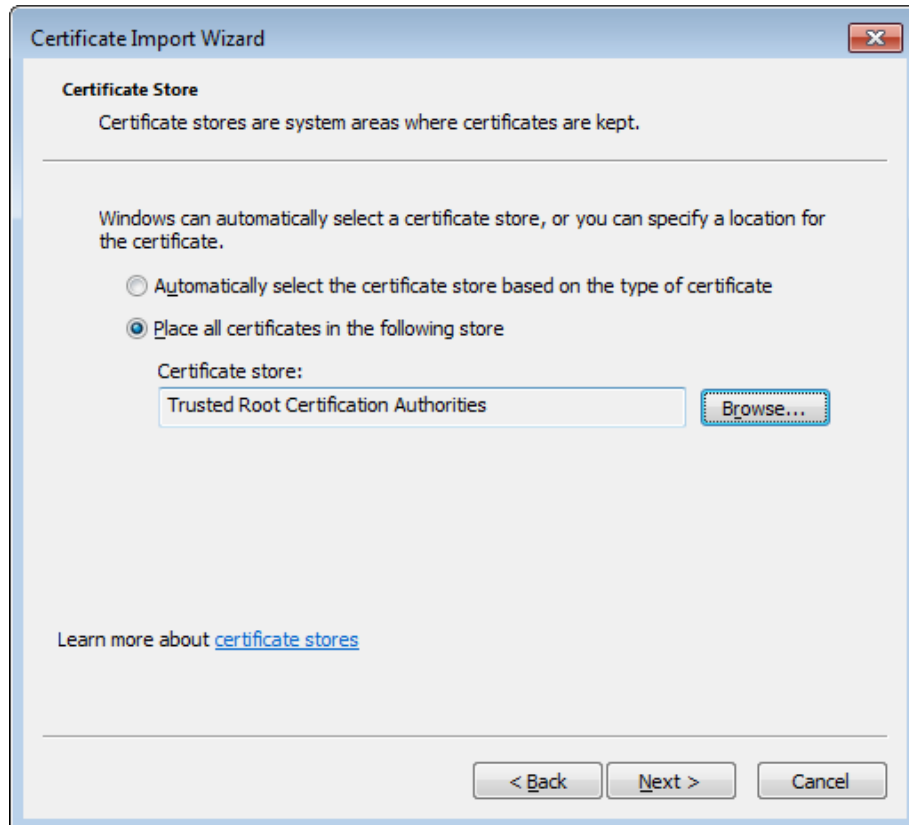 Certificate Import Wizard
Certificate Store
Certificate stores are system areas where certificates are kept.
Windows can automatically select a certificate store, or you can specify a location for
the certificate.
Automatically select the certificate store based on the type of certificate
Place all certificates in the following store
Certificate store:
Trusted Root Certification Authorities
Browse...
Learn more about certificate stores
< Back
Next >
Cancel